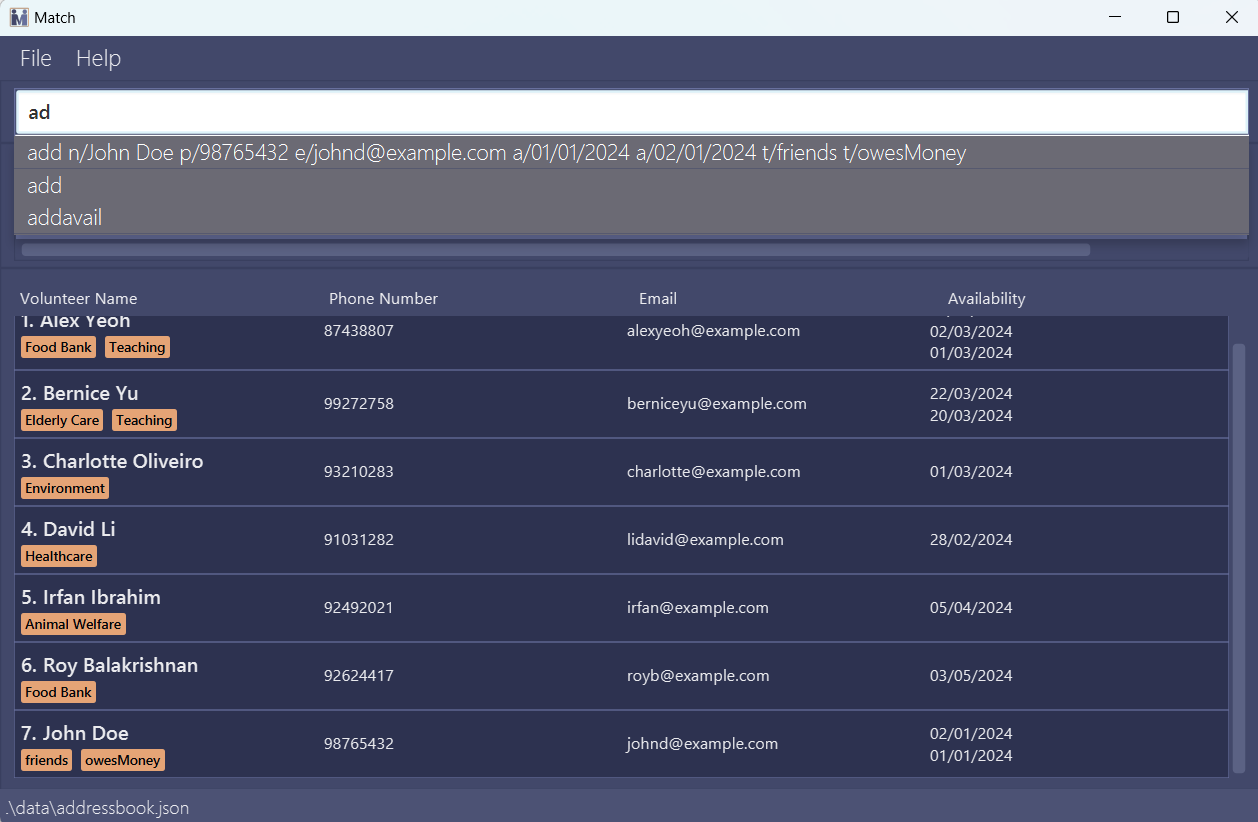 Match
File Help
ad
add n/John Doe p/98765432 e/johnd@example.com a/01/01/2024 a/02/01/2024 t/friends t/owesMoney
add
addavail
Volunteer Name Phone Number Email Availability
1. Alex Yeoh
Food Bank Teaching
87438807
alexyeoh@example.com
02/03/2024
01/03/2024
2. Bernice Yu
Elderly Care Teaching
99272758
berniceyu@example.com
22/03/2024
20/03/2024
3. Charlotte Oliveiro
Environment
93210283
charlotte@example.com
01/03/2024
4. David Li
Healthcare
91031282
lidavid@example.com
28/02/2024
5. Irfan Ibrahim
Animal Welfare
92492021
irfan@example.com
05/04/2024
6. Roy Balakrishnan
Food Bank
92624417
royb@example.com
03/05/2024
7. John Doe
friends owesMoney
98765432
johnd@example.com
02/01/2024
01/01/2024
.\data\addressbook.json